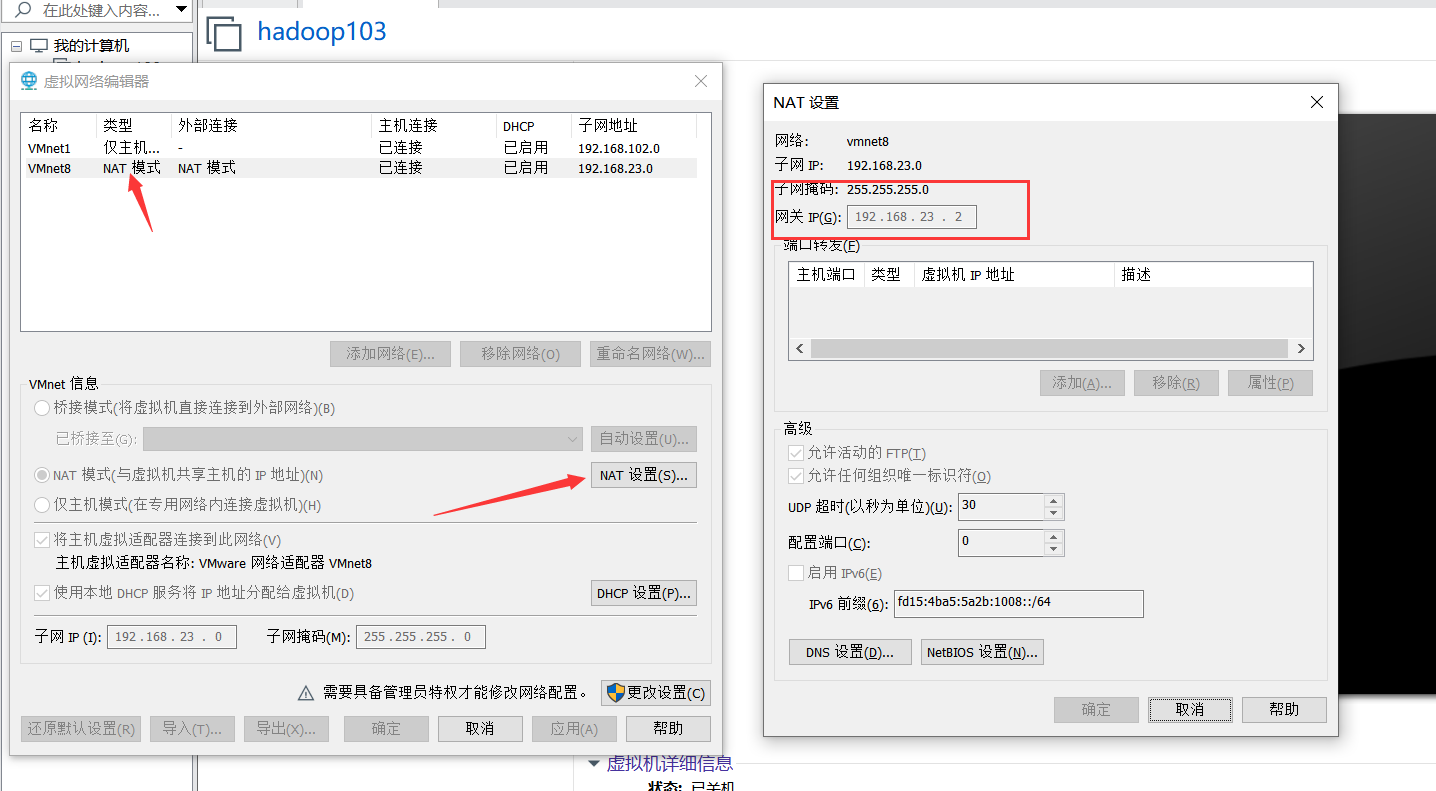 在此处键入内容...
我的计算机
hadoop103
虚拟网络编辑器
名称 类型 外部连接 主机连接 DHCP 子网地址
VMnet1 仅主机... - 已连接 已启用 192.168.102.0
VMnet8 NAT 模式 NAT 模式 已连接 已启用 192.168.23.0
添加网络(E)... 移除网络(O) 重命名网络(W)...
VMnet 信息
桥接模式(将虚拟机直接连接到外部网络)(B)
已桥接至(G): 自动设置(U)...
NAT 模式(与虚拟机共享主机的 IP 地址)(N) NAT 设置(S)...
仅主机模式(在专用网络内连接虚拟机)(H)
将主机虚拟适配器连接到此网络(V)
主机虚拟适配器名称: VMware 网络适配器 VMnet8
使用本地 DHCP 服务将 IP 地址分配给虚拟机(D) DHCP 设置(P)...
子网 IP (I): 192.168.23.0 子网掩码(M): 255.255.255.0
需要具备管理员特权才能修改网络配置。 更改设置(C)
还原默认设置(R) 导入(T)... 导出(X)... 确定 取消 应用(A) 帮助
NAT 设置
网络: vmnet8
子网 IP: 192.168.23.0
子网掩码: 255.255.255.0
网关 IP(G): 192.168.23.2
端口转发(F)
主机端口 类型 虚拟机 IP 地址 描述
添加(A)... 移除(R) 属性(P)
高级
允许活动的 FTP(T)
允许任何组织唯一标识符(O)
UDP 超时(以秒为单位)(U): 30
配置端口(C): 0
启用 IPv6(E)
IPv6 前缀(6): fd15:4ba5:5a2b:1008::/64
DNS 设置(D)... NetBIOS 设置(N)...
确定 取消 帮助
虚拟机详细信息
状态: 已关机